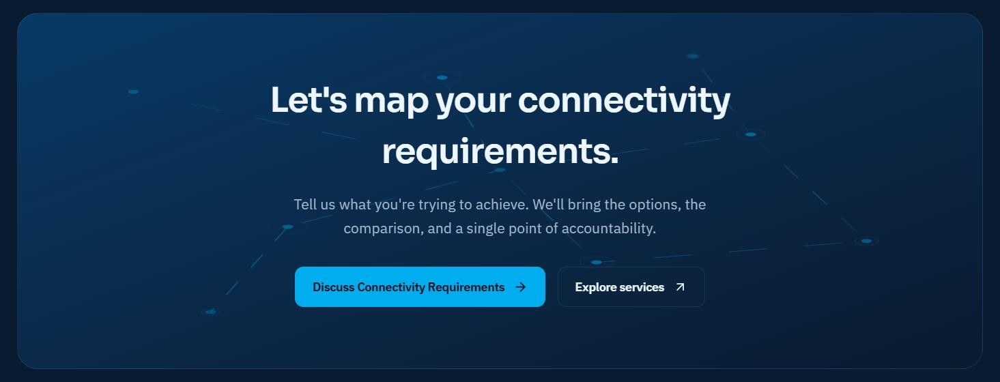 Let's map your connectivity
requirements.
Tell us what you're trying to achieve. We'll bring the options, the
comparison, and a single point of accountability.
Discuss Connectivity Requirements
Explore services